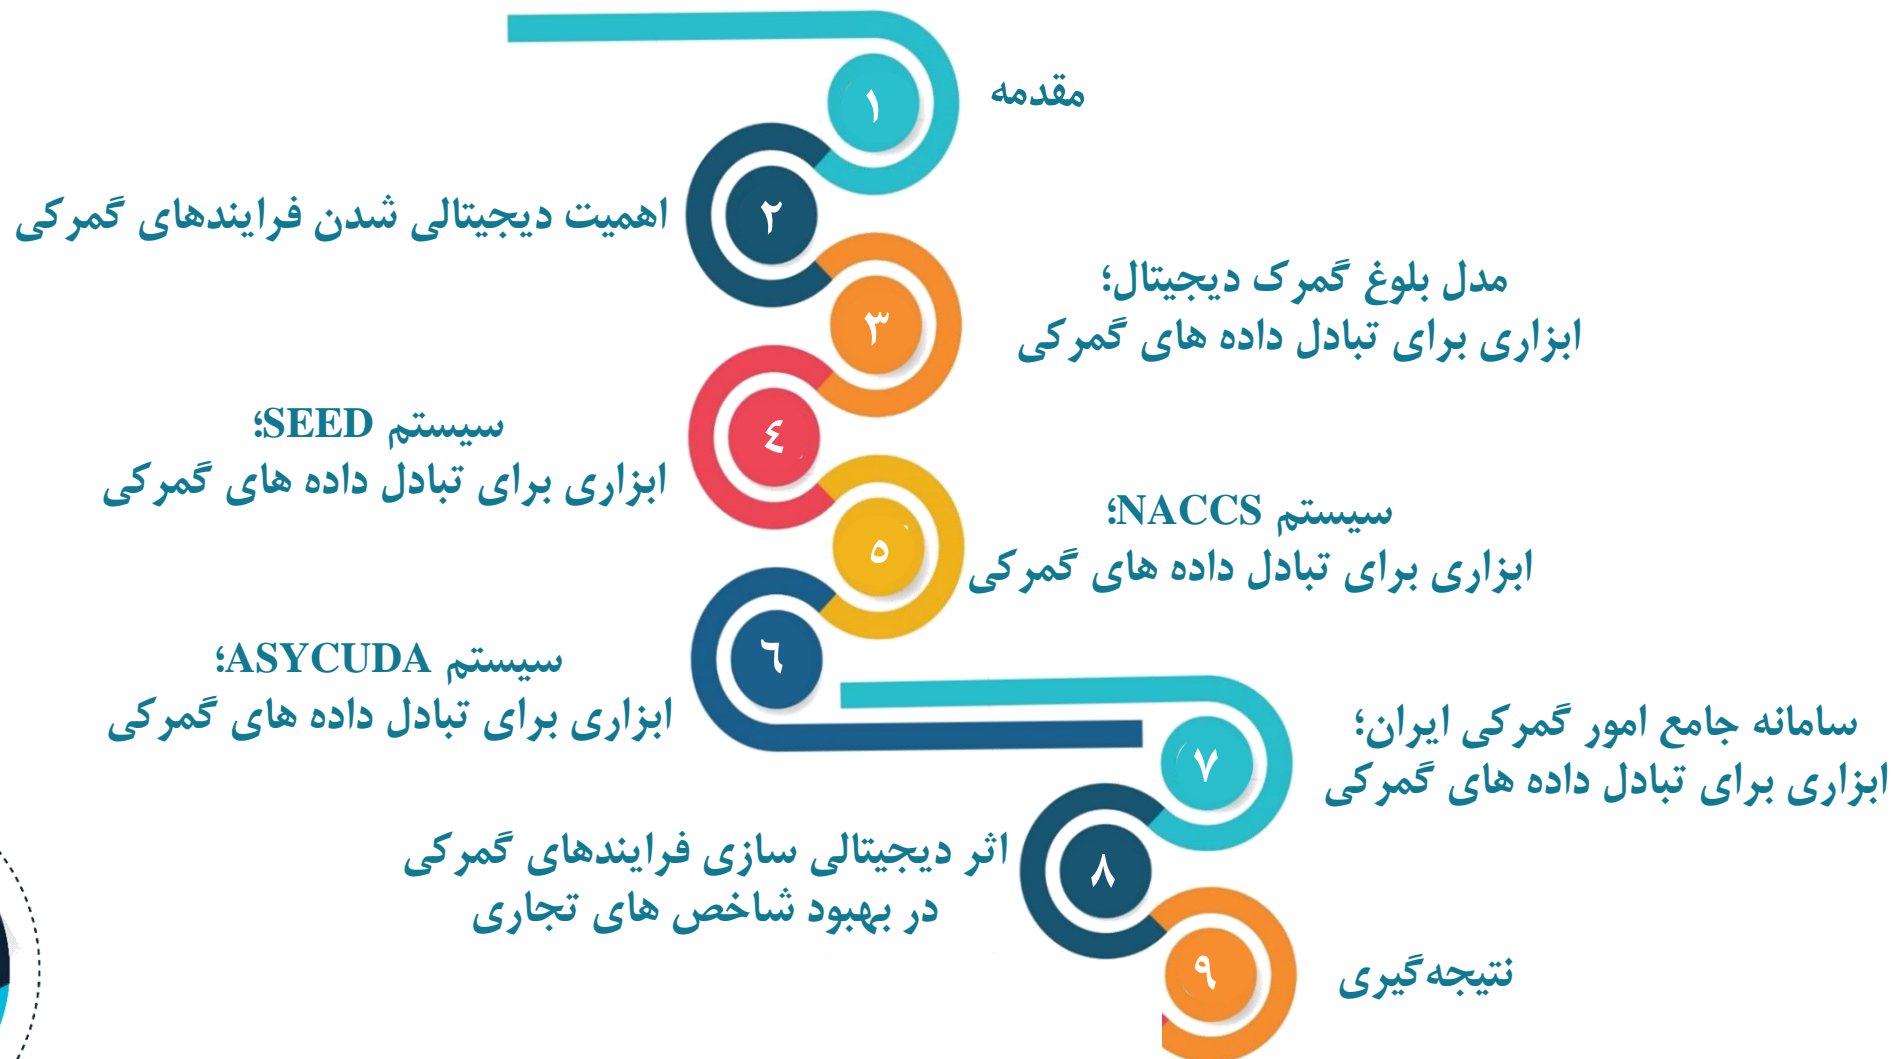 ۱
مقدمه
۲
اهمیت دیجیتالی شدن فرایندهای گمرکی
۳
مدل بلوغ گمرک دیجیتال؛
ابزاری برای تبادل داده های گمرکی
٤
سیستم SEED؛
ابزاری برای تبادل داده های گمرکی
٥
سیستم NACCS؛
ابزاری برای تبادل داده های گمرکی
٦
سیستم ASYCUDA؛
ابزاری برای تبادل داده های گمرکی
۷
سامانه جامع امور گمرکی ایران؛
ابزاری برای تبادل داده های گمرکی
۸
اثر دیجیتالی سازی فرایندهای گمرکی
در بهبود شاخص های تجاری
۹
نتیجه‌گیری